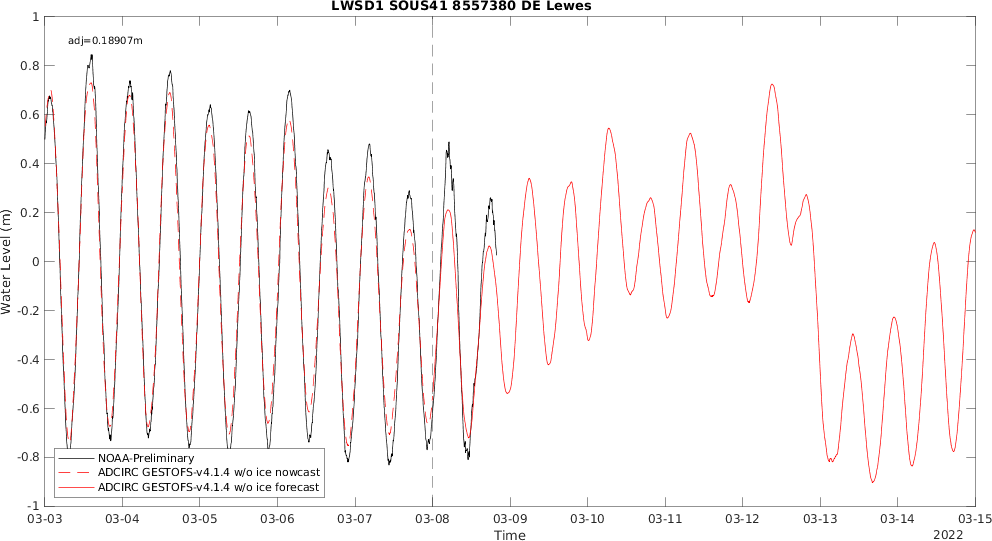 LWSD1 SOUS41 8557380 DE Lewes
adj=0.18907m
1
0.8
0.6
0.4
0.2
0
-0.2
-0.4
-0.6
-0.8
-1
Water Level (m)
NOAA-Preliminary
ADCIRC GESTOFS-v4.1.4 w/o ice nowcast
ADCIRC GESTOFS-v4.1.4 w/o ice forecast
03-03 03-04 03-05 03-06 03-07 03-08 03-09 03-10 03-11 03-12 03-13 03-14 03-15
Time
2022